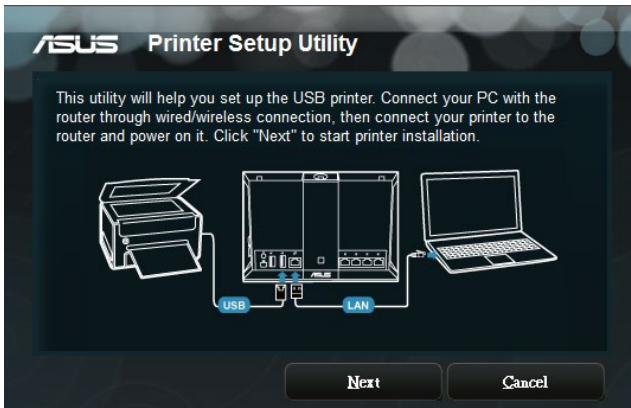 ASUS Printer Setup Utility
This utility will help you set up the USB printer. Connect your PC with the
router through wired/wireless connection, then connect your printer to the
router and power on it. Click "Next" to start printer installation.
ASUS
USB
LAN
Next
Cancel